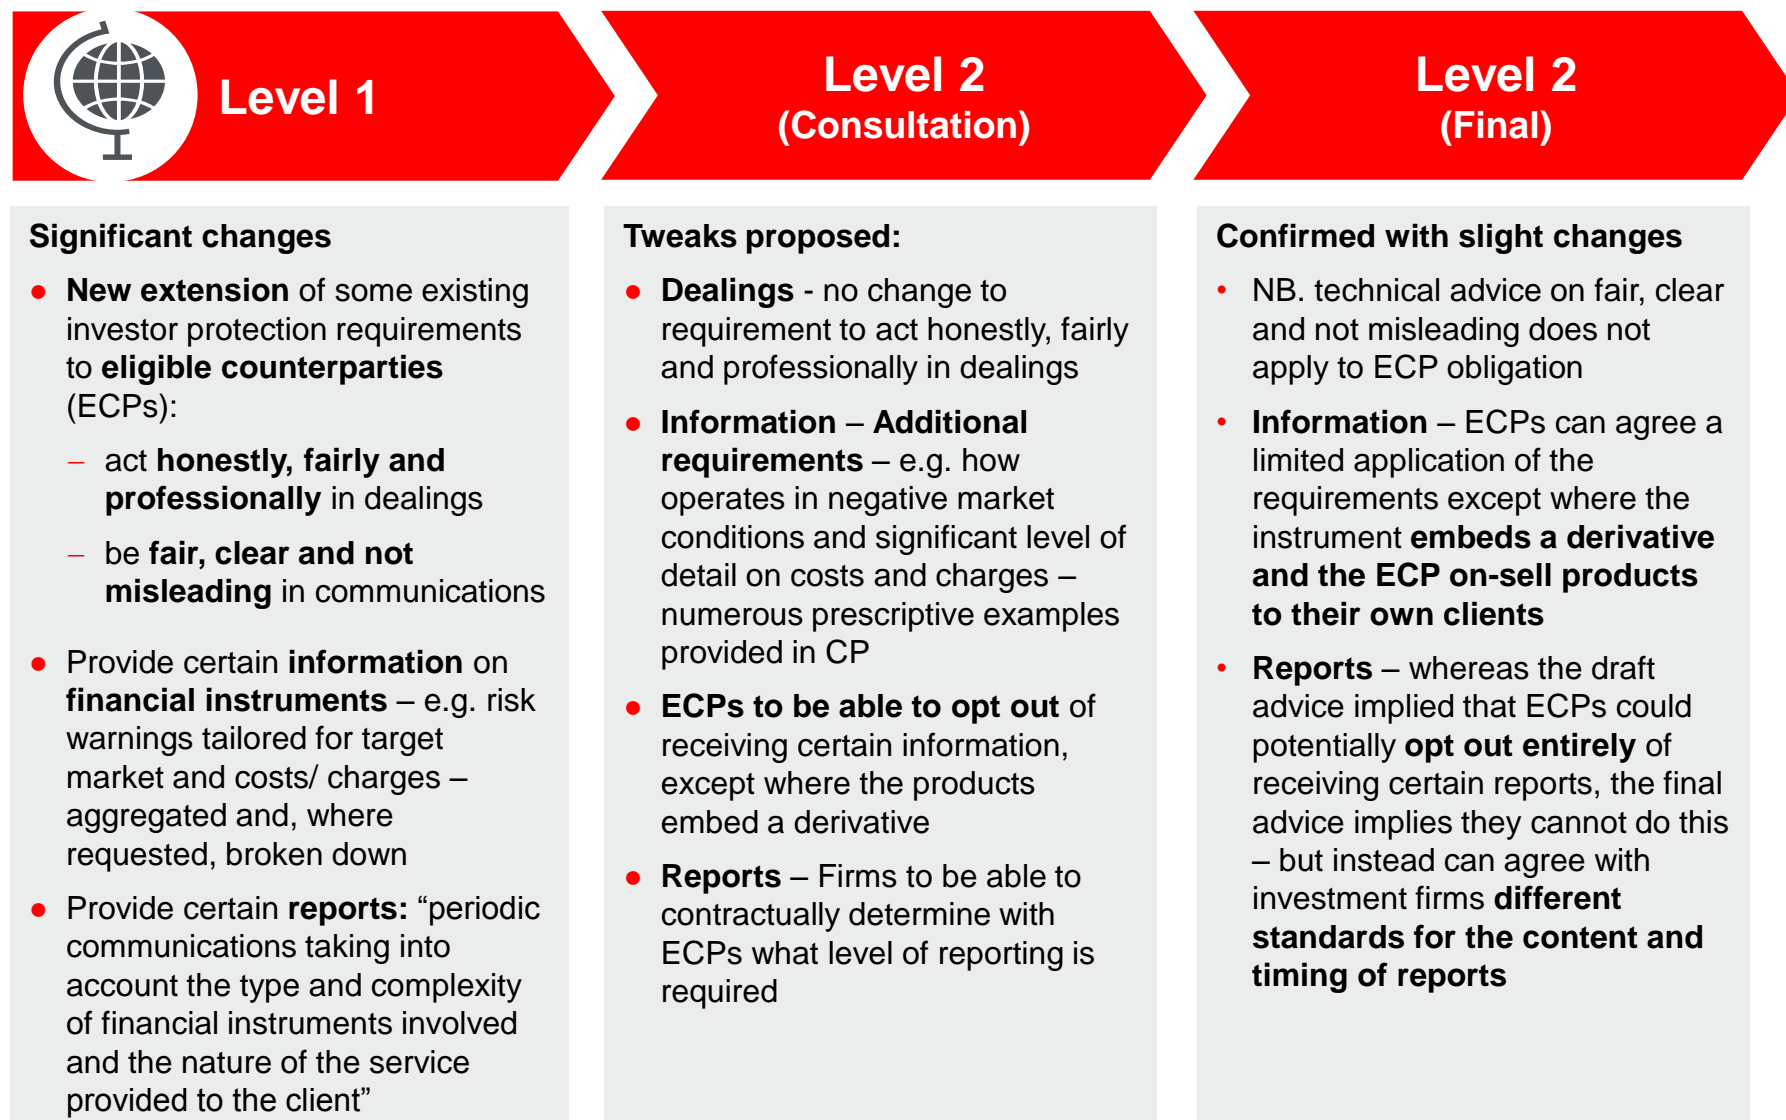 Level 1
Level 2
(Consultation)
Level 2
(Final)
Significant changes
● New extension of some existing
investor protection requirements
to eligible counterparties
(ECPs):
– act honestly, fairly and
professionally in dealings
– be fair, clear and not
misleading in communications
● Provide certain information on
financial instruments – e.g. risk
warnings tailored for target
market and costs/ charges –
aggregated and, where
requested, broken down
● Provide certain reports: “periodic
communications taking into
account the type and complexity
of financial instruments involved
and the nature of the service
provided to the client”
Tweaks proposed:
● Dealings - no change to
requirement to act honestly, fairly
and professionally in dealings
● Information – Additional
requirements – e.g. how
operates in negative market
conditions and significant level of
detail on costs and charges –
numerous prescriptive examples
provided in CP
● ECPs to be able to opt out of
receiving certain information,
except where the products
embed a derivative
● Reports – Firms to be able to
contractually determine with
ECPs what level of reporting is
required
Confirmed with slight changes
• NB. technical advice on fair, clear
and not misleading does not
apply to ECP obligation
• Information – ECPs can agree a
limited application of the
requirements except where the
instrument embeds a derivative
and the ECP on-sell products
to their own clients
• Reports – whereas the draft
advice implied that ECPs could
potentially opt out entirely of
receiving certain reports, the final
advice implies they cannot do this
– but instead can agree with
investment firms different
standards for the content and
timing of reports